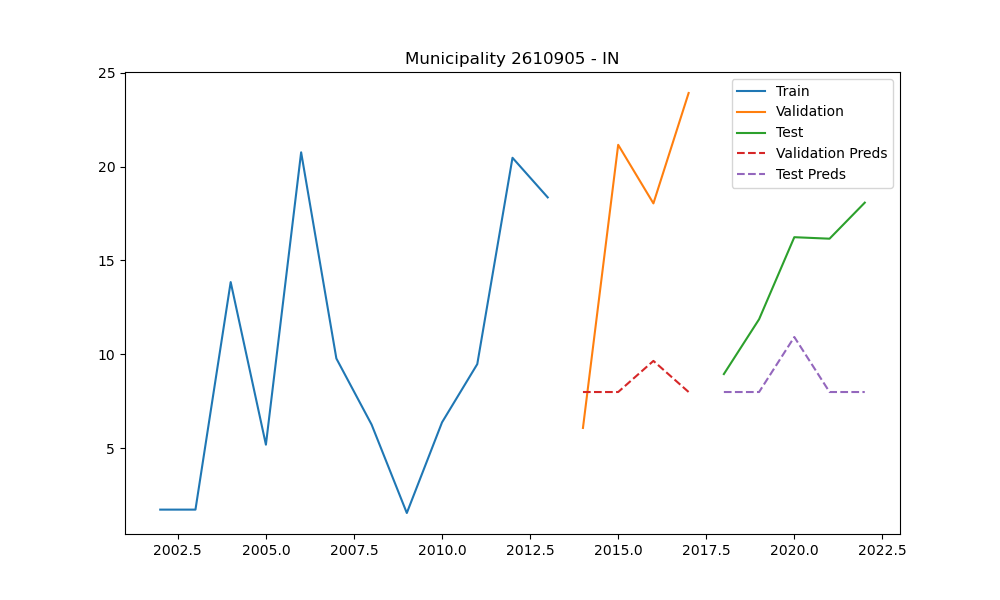 Municipality 2610905 - IN
25
20
15
10
5
2002.5 2005.0 2007.5 2010.0 2012.5 2015.0 2017.5 2020.0 2022.5
Train
Validation
Test
Validation Preds
Test Preds